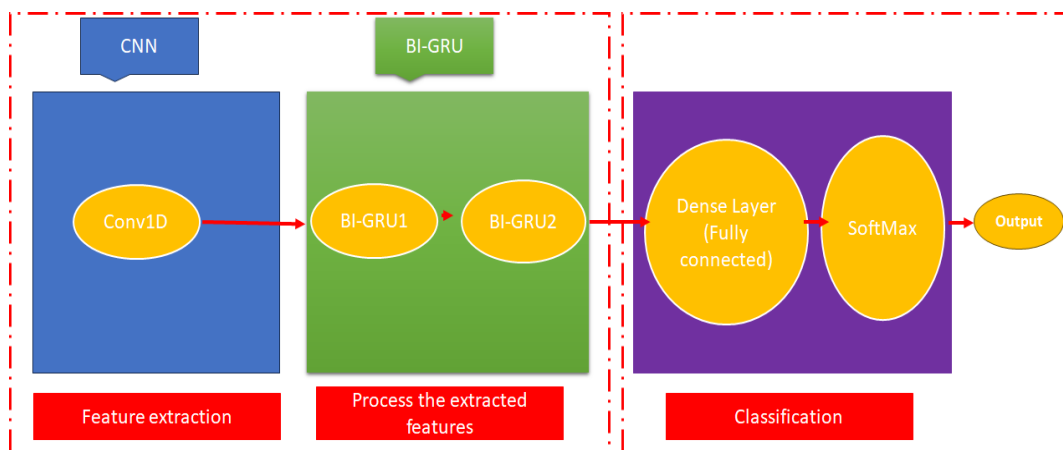 CNN
BI-GRU
Conv1D
BI-GRU1
BI-GRU2
Dense Layer
(Fully
connected)
SoftMax
Output
Feature extraction
Process the extracted
features
Classification